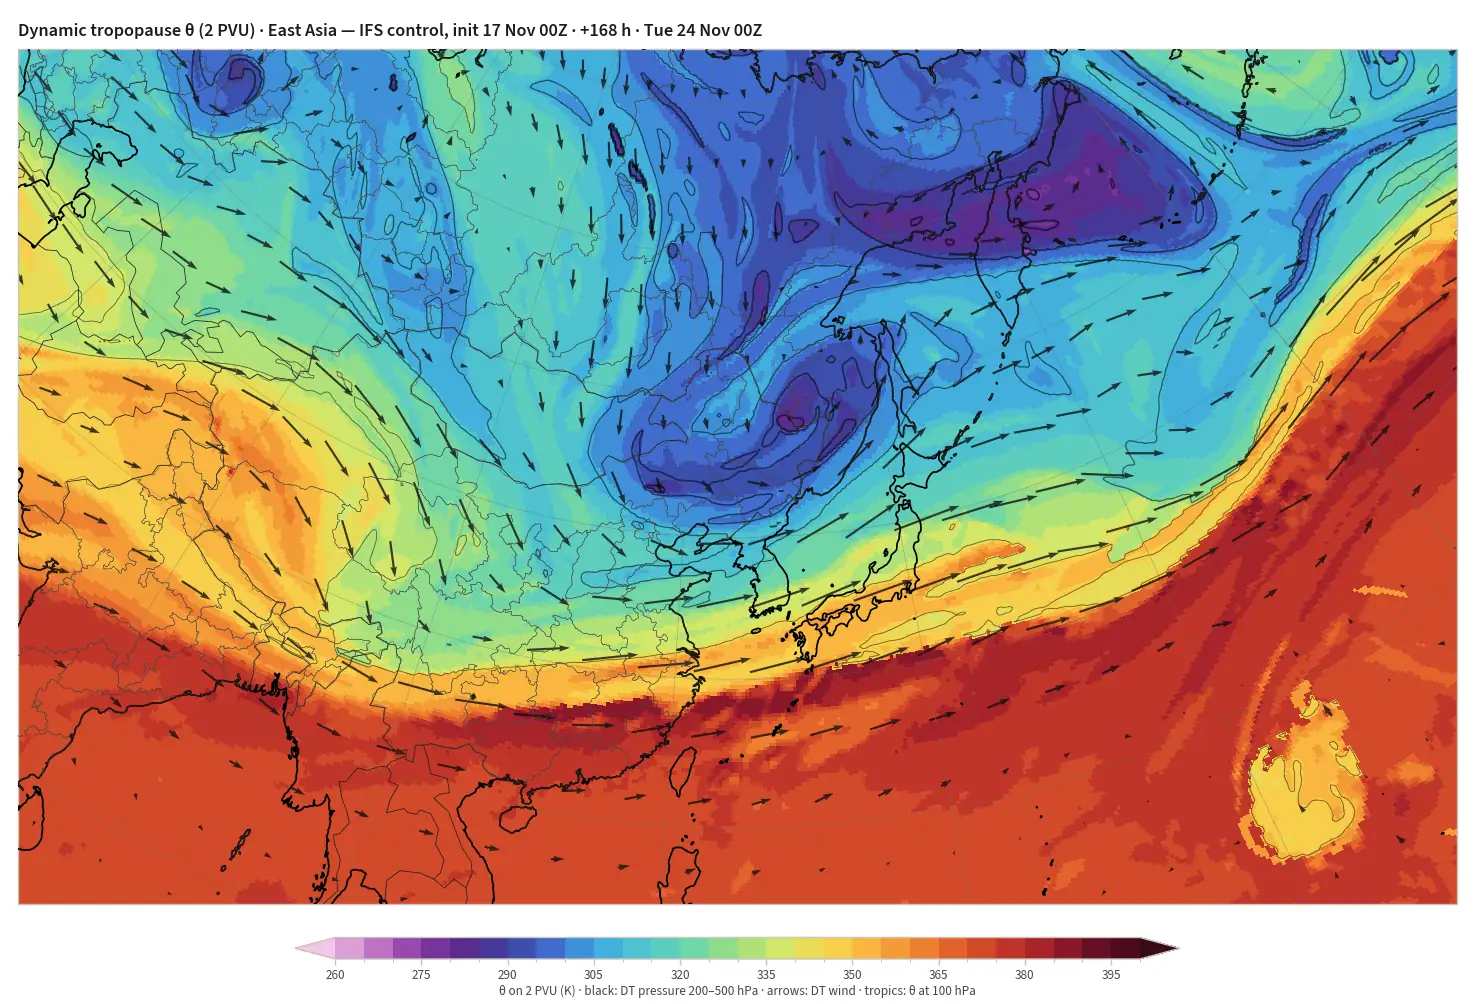 Dynamic tropopause θ (2 PVU) · East Asia — IFS control, init 17 Nov 00Z · +168 h · Tue 24 Nov 00Z
260 275 290 305 320 335 350 365 380 395
θ on 2 PVU (K) · black: DT pressure 200–500 hPa · arrows: DT wind · tropics: θ at 100 hPa